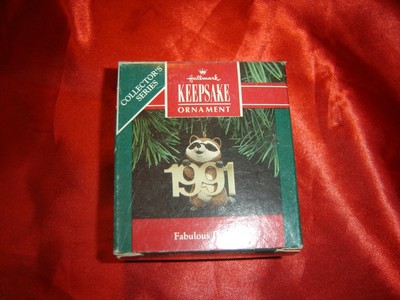 COLLECTOR'S
SERIES
Hallmark
KEEPSAKE
ORNAMENT
1991
Fabulous